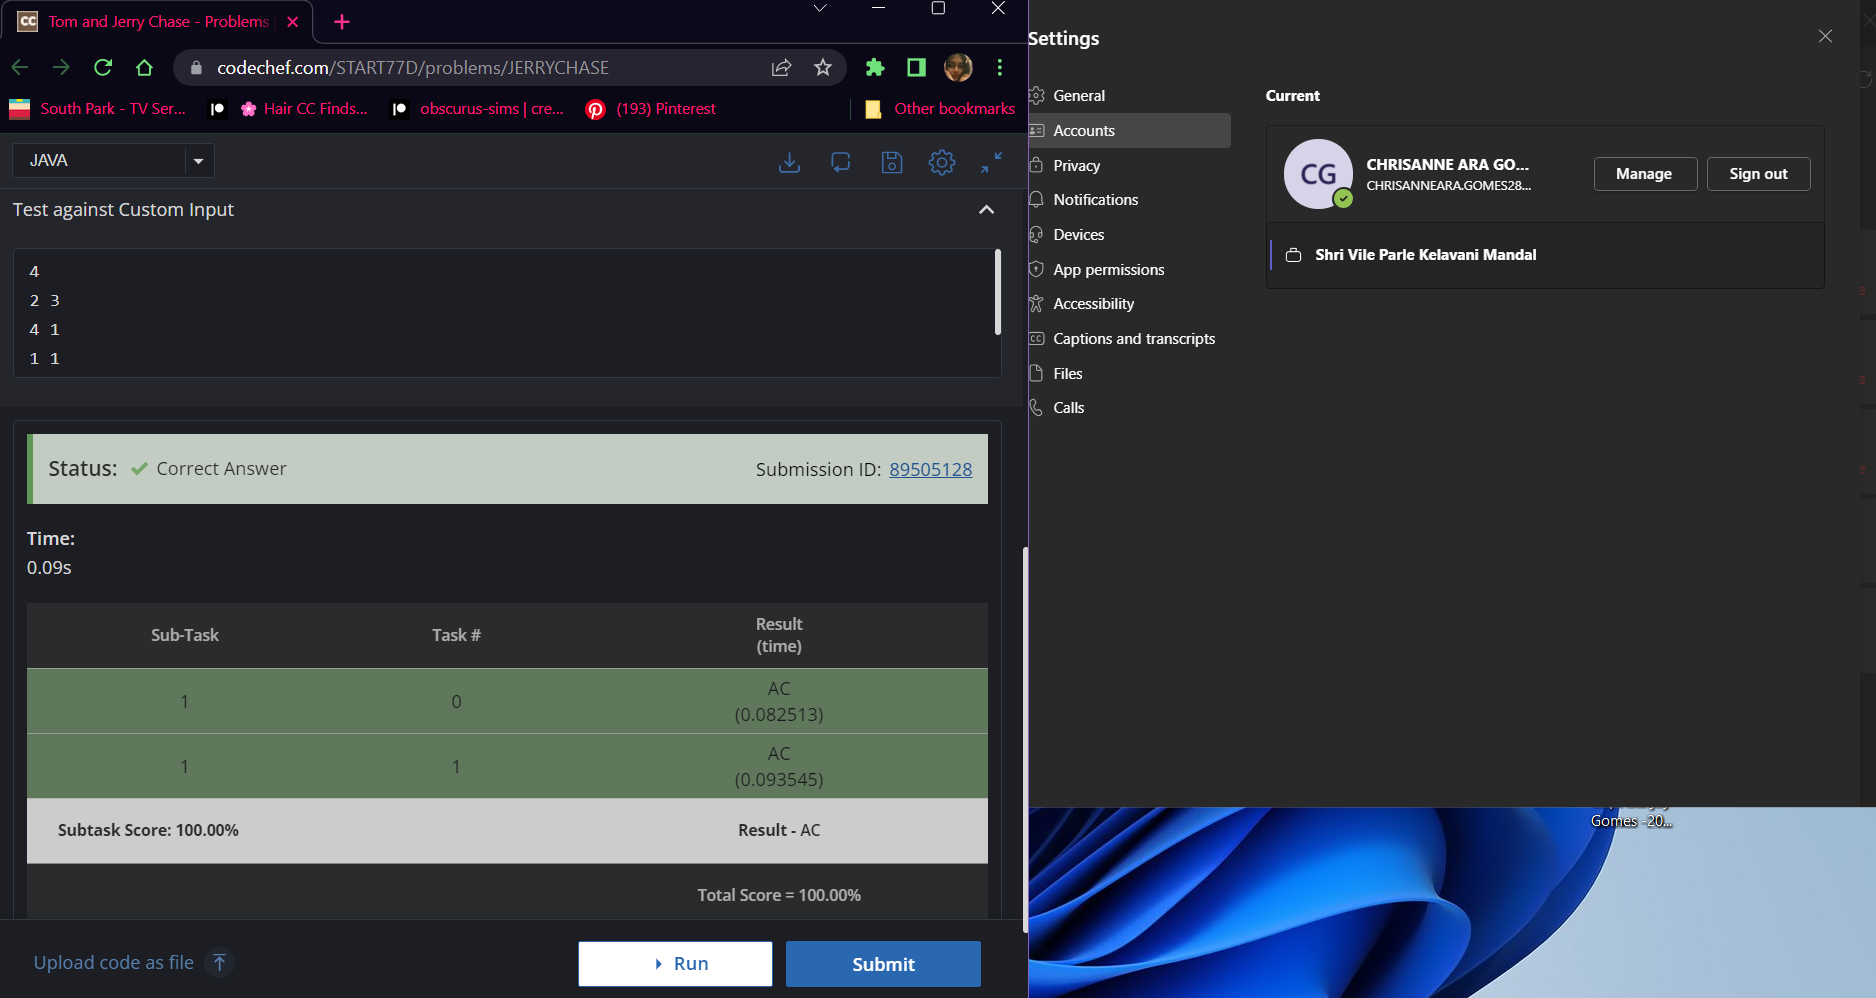 Tom and Jerry Chase - Problems
codechef.com/START77D/problems/JERRYCHASE
South Park - TV Ser...
Hair CC Finds...
obscurus-sims | cre...
(193) Pinterest
Other bookmarks
JAVA
Test against Custom Input
4
2 3
4 1
1 1
Status: Correct Answer
Submission ID: 89505128
Time:
0.09s
Sub-Task Task # Result (time)
1 0 AC
(0.082513)
1 1 AC
(0.093545)
Subtask Score: 100.00% Result - AC
Total Score = 100.00%
Upload code as file
Run
Submit
Settings
General
Accounts
Privacy
Notifications
Devices
App permissions
Accessibility
Captions and transcripts
Files
Calls
Current
CG
CHRISANNE ARA GO...
CHRISANNEARA.GOMES28...
Manage
Sign out
Shri Vile Parle Kelavani Mandal
Gomes -20...